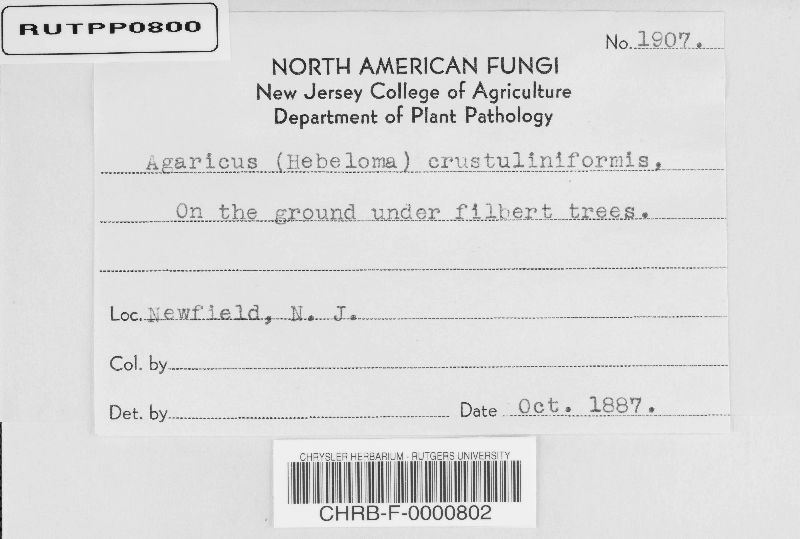 RUTPP0800
No. 1907.
NORTH AMERICAN FUNGI
New Jersey College of Agriculture
Department of Plant Pathology
Agaricus (Hebeloma) crustuliniformis,
On the ground under filbert trees.
Loc. Newfield, N. J.
Col. by
Det. by Date Oct. 1887.
CHRYSLER HERBARIUM - RUTGERS UNIVERSITY
CHRB-F-0000802